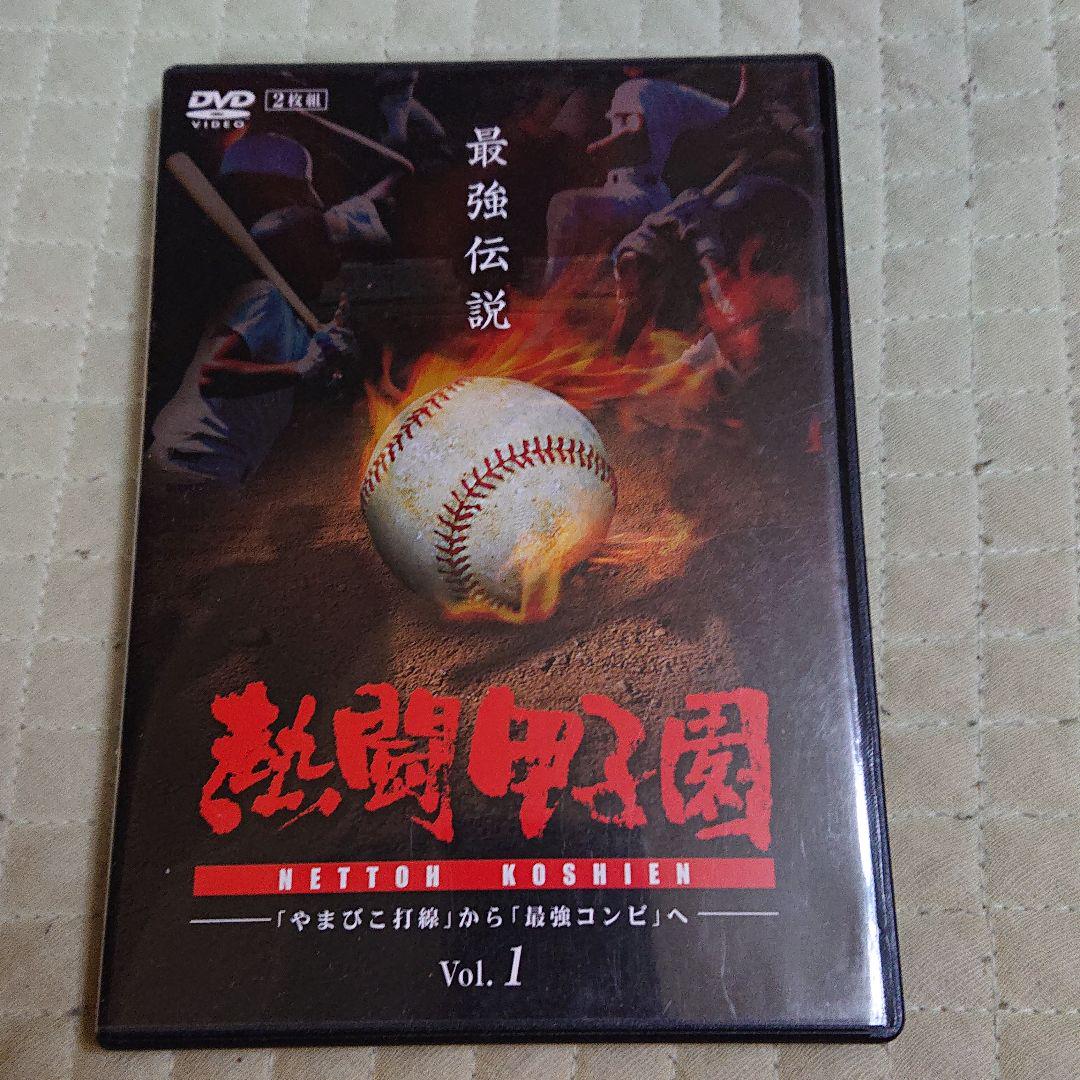 DVD
VIDEO
2枚組
最強伝説
熱闘甲子園
NETTOH KOSHIEN
「やまびこ打線」から「最強コンビ」へ
Vol. 1